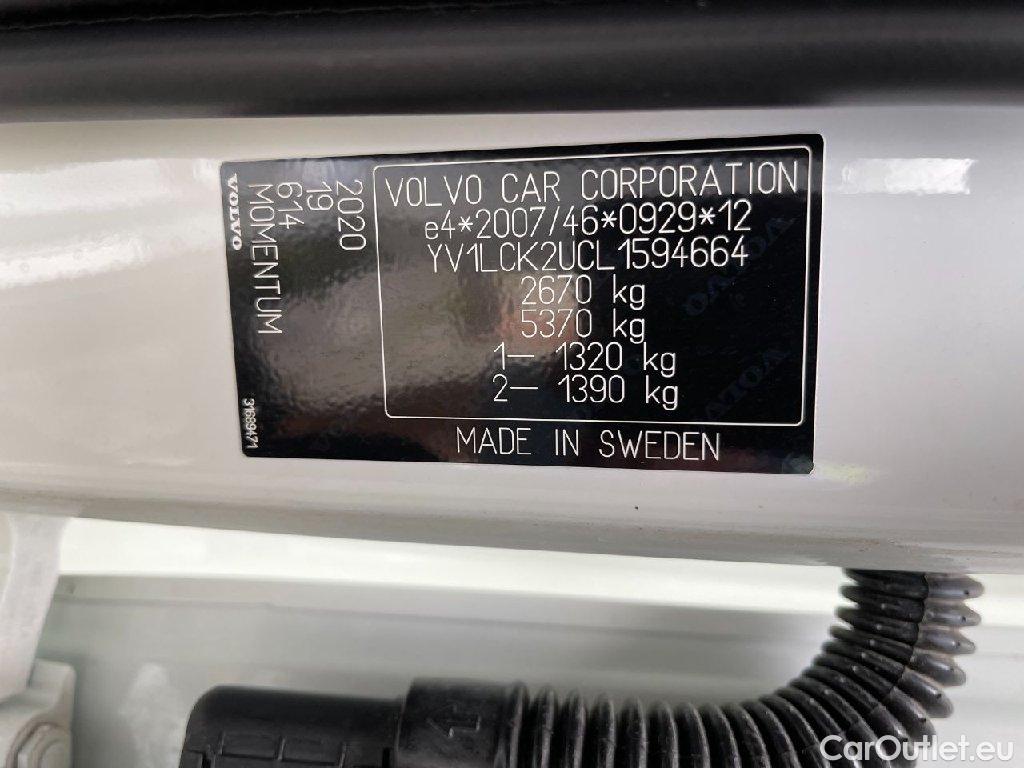 VOLVO
MOMENTUM
614
19
2020
31689471
VOLVO CAR CORPORATION
e4*2007/46*0929*12
YV1LCK2UCL1594664
2670 kg
5370 kg
1– 1320 kg
2– 1390 kg
MADE IN SWEDEN
CarOutlet.eu